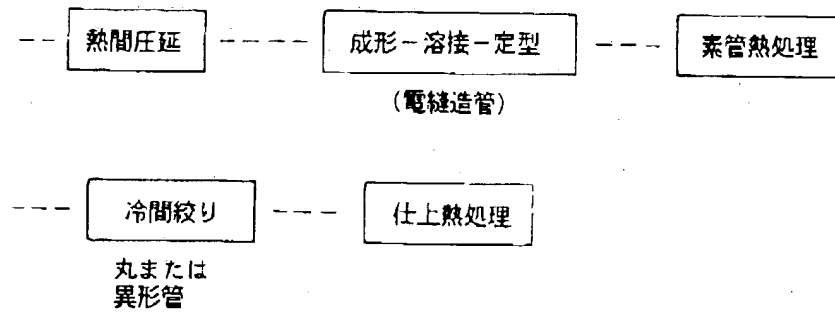 熱間圧延
成形－溶接－定型
素管熱処理
(電縫造管)
冷間絞り
仕上熱処理
丸または
異形管